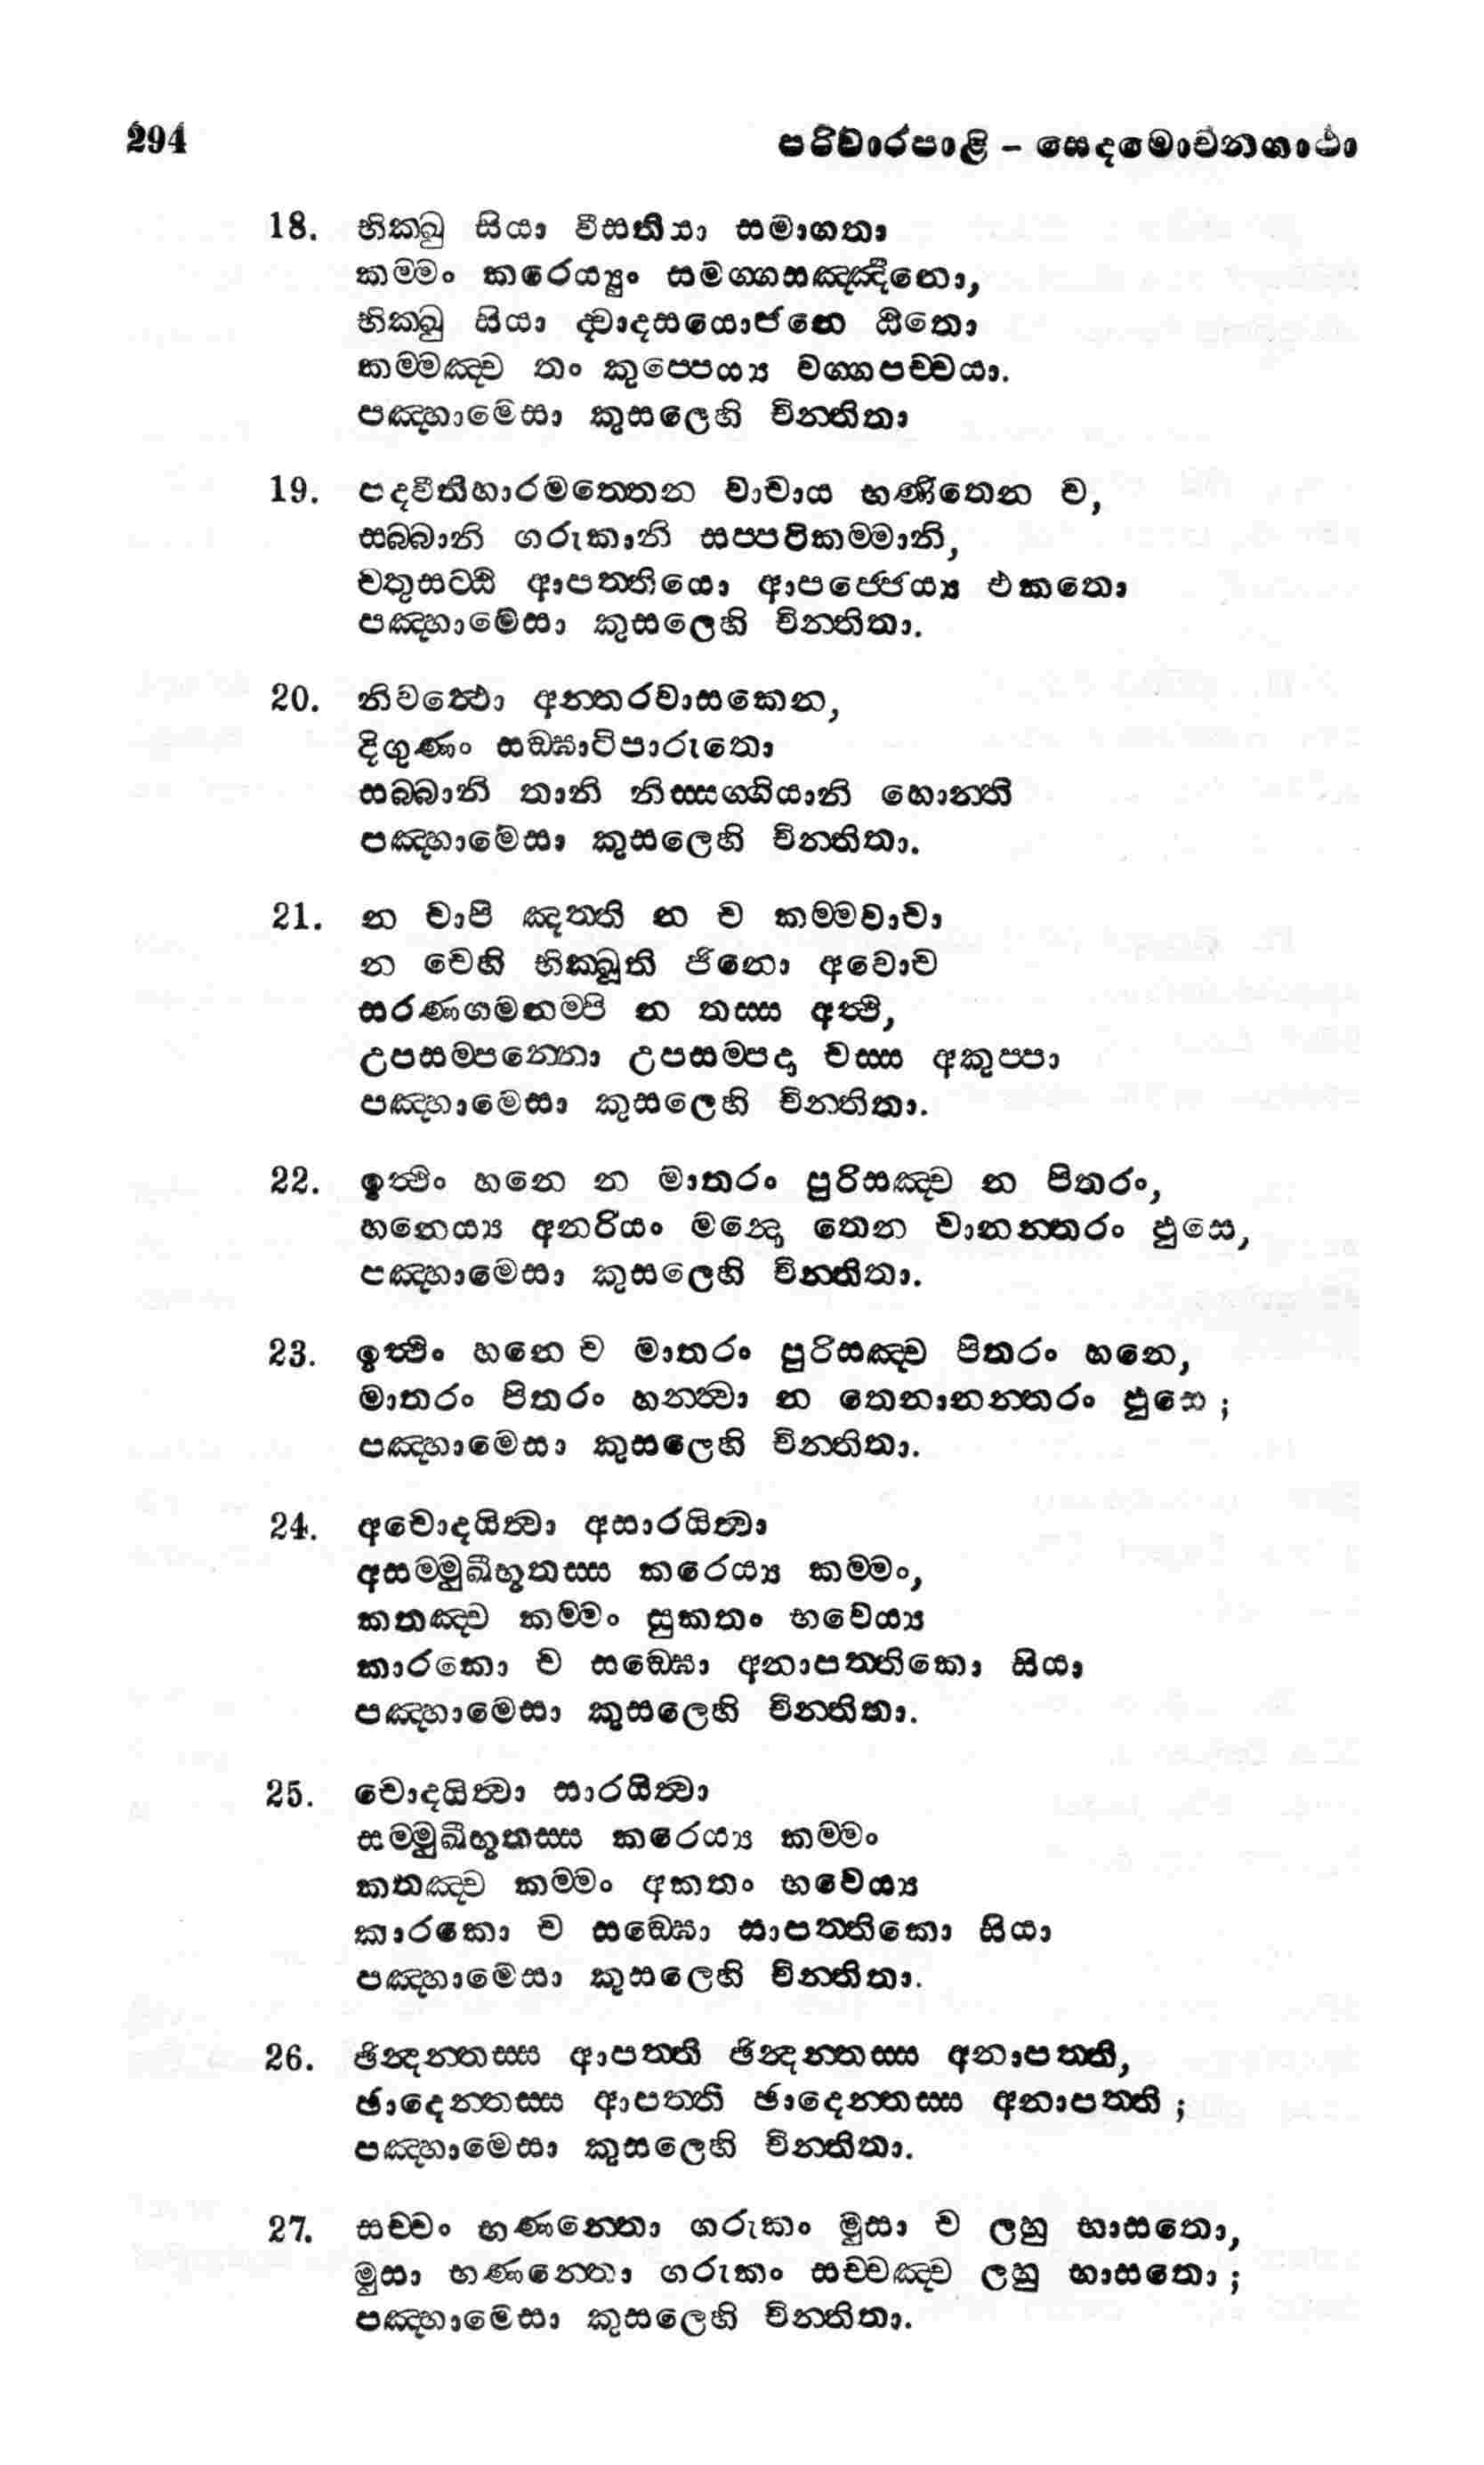 294
පරිවාරපාළි – සෙදමොචනගාථා
18. භික්ඛු සියා වීසතියා සමාගතා
කම්මං කරෙය්‍යුං සමග්ගසඤ්ඤිනො,
භික්ඛු සියා ද්වාදසයොජනෙ ඨිතො
කම්මඤ්ච තං කුප්පෙය්‍ය වග්ගපච්චයා.
පඤ්හාමෙසා කුසලෙහි චින්තිතා
19. පදවීතිහාරමත්තෙන වාචාය භණිතෙන ච,
සබ්බානි ගරුකානි සප්පටිකම්මානි,
චතුසට්ඨි ආපත්තියො ආපජ්ජෙය්‍ය එකතො
පඤ්හාමෙසා කුසලෙහි චින්තිතා.
20. නිවත්ථො අන්තරවාසකෙන,
දිගුණං සඞ්ඝාටිපාරුතො
සබ්බානි තානි නිස්සග්ගියානි හොන්ති
පඤ්හාමෙසා කුසලෙහි චින්තිතා.
21. න චාපි ඤත්ති න ච කම්මවාචා
න චෙහි භික්ඛූති ජිනො අවොච
සරණගමනම්පි න තස්ස අත්ථි,
උපසම්පන්නො උපසම්පදා චස්ස අකුප්පා
පඤ්හාමෙසා කුසලෙහි චින්තිතා.
22. ඉත්ථිං හනෙ න මාතරං පුරිසඤ්ච න පිතරං,
හනෙය්‍ය අනරියං මන්දො තෙන චානන්තරං ඵුසෙ,
පඤ්හාමෙසා කුසලෙහි චින්තිතා.
23. ඉත්ථිං හනෙ ච මාතරං පුරිසඤ්ච පිතරං හනෙ,
මාතරං පිතරං හන්ත්වා න තෙනානන්තරං ඵුසෙ;
පඤ්හාමෙසා කුසලෙහි චින්තිතා.
24. අචොදයිත්වා අසාරයිත්වා
අසම්මුඛීභූතස්ස කරෙය්‍ය කම්මං,
කතඤ්ච කම්මං සුකතං භවෙය්‍ය
කාරකො ච සඞ්ඝො අනාපත්තිකො සියා
පඤ්හාමෙසා කුසලෙහි චින්තිතා.
25. චොදයිත්වා සාරයිත්වා
සම්මුඛීභූතස්ස කරෙය්‍ය කම්මං
කතඤ්ච කම්මං අකතං භවෙය්‍ය
කාරකො ච සඞ්ඝො සාපත්තිකො සියා
පඤ්හාමෙසා කුසලෙහි චින්තිතා.
26. ඡින්දන්තස්ස ආපත්ති ඡින්දන්තස්ස අනාපත්ති,
ඡාදෙන්තස්ස ආපත්ති ඡාදෙන්තස්ස අනාපත්ති;
පඤ්හාමෙසා කුසලෙහි චින්තිතා.
27. සච්චං භණන්තො ගරුකං මුසා ච ලහු භාසතො,
මුසා භණන්තො ගරුකං සච්චඤ්ච ලහු භාසතො;
පඤ්හාමෙසා කුසලෙහි චින්තිතා.